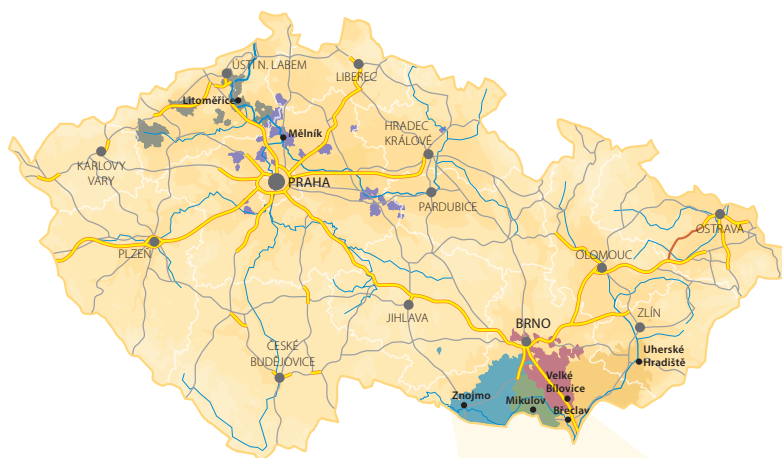 ÚSTÍ N. LABEM
LIBEREC
Litoměřice
Mělník
HRADEC
KRÁLOVÉ
KARLOVY
VARY
PRAHA
PARDUBICE
OSTRAVA
PLZEŇ
OLOMOUC
JIHLAVA
ZLÍN
BRNO
ČESKÉ
BUDĚJOVICE
Uherské
Hradiště
Velké
Bílovice
Znojmo
Mikulov
Břeclav